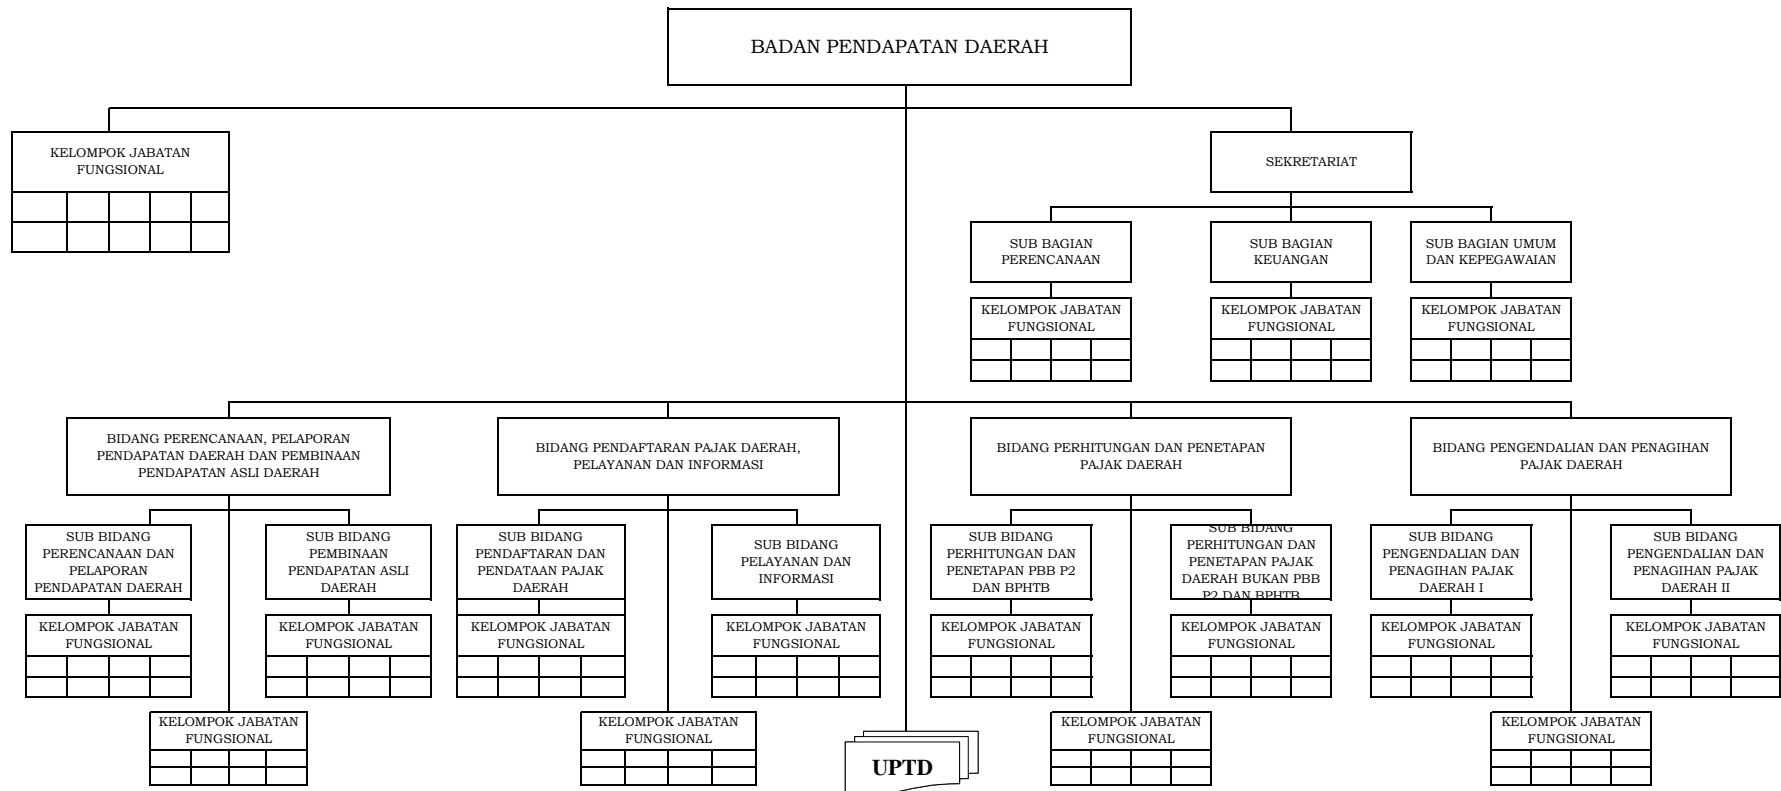 BADAN PENDAPATAN DAERAH
KELOMPOK JABATAN
FUNGSIONAL
SEKRETARIAT
SUB BAGIAN
PERENCANAAN
SUB BAGIAN
KEUANGAN
SUB BAGIAN UMUM
DAN KEPEGAWAIAN
KELOMPOK JABATAN
FUNGSIONAL
KELOMPOK JABATAN
FUNGSIONAL
KELOMPOK JABATAN
FUNGSIONAL
BIDANG PERENCANAAN, PELAPORAN
PENDAPATAN DAERAH DAN PEMBINAAN
PENDAPATAN ASLI DAERAH
BIDANG PENDAFTARAN PAJAK DAERAH,
PELAYANAN DAN INFORMASI
BIDANG PERHITUNGAN DAN PENETAPAN
PAJAK DAERAH
BIDANG PENGENDALIAN DAN PENAGIHAN
PAJAK DAERAH
SUB BIDANG
PERENCANAAN DAN
PELAPORAN
PENDAPATAN DAERAH
SUB BIDANG
PEMBINAAN
PENDAPATAN ASLI
DAERAH
SUB BIDANG
PENDAFTARAN DAN
PENDATAAN PAJAK
DAERAH
SUB BIDANG
PELAYANAN DAN
INFORMASI
SUB BIDANG
PERHITUNGAN DAN
PENETAPAN PBB P2
DAN BPHTB
SUB BIDANG
PERHITUNGAN DAN
PENETAPAN PAJAK
DAERAH BUKAN PBB
P2 DAN BPHTB
SUB BIDANG
PENGENDALIAN DAN
PENAGIHAN PAJAK
DAERAH I
SUB BIDANG
PENGENDALIAN DAN
PENAGIHAN PAJAK
DAERAH II
KELOMPOK JABATAN
FUNGSIONAL
KELOMPOK JABATAN
FUNGSIONAL
KELOMPOK JABATAN
FUNGSIONAL
KELOMPOK JABATAN
FUNGSIONAL
KELOMPOK JABATAN
FUNGSIONAL
KELOMPOK JABATAN
FUNGSIONAL
KELOMPOK JABATAN
FUNGSIONAL
KELOMPOK JABATAN
FUNGSIONAL
KELOMPOK JABATAN
FUNGSIONAL
KELOMPOK JABATAN
FUNGSIONAL
UPTD
KELOMPOK JABATAN
FUNGSIONAL
KELOMPOK JABATAN
FUNGSIONAL